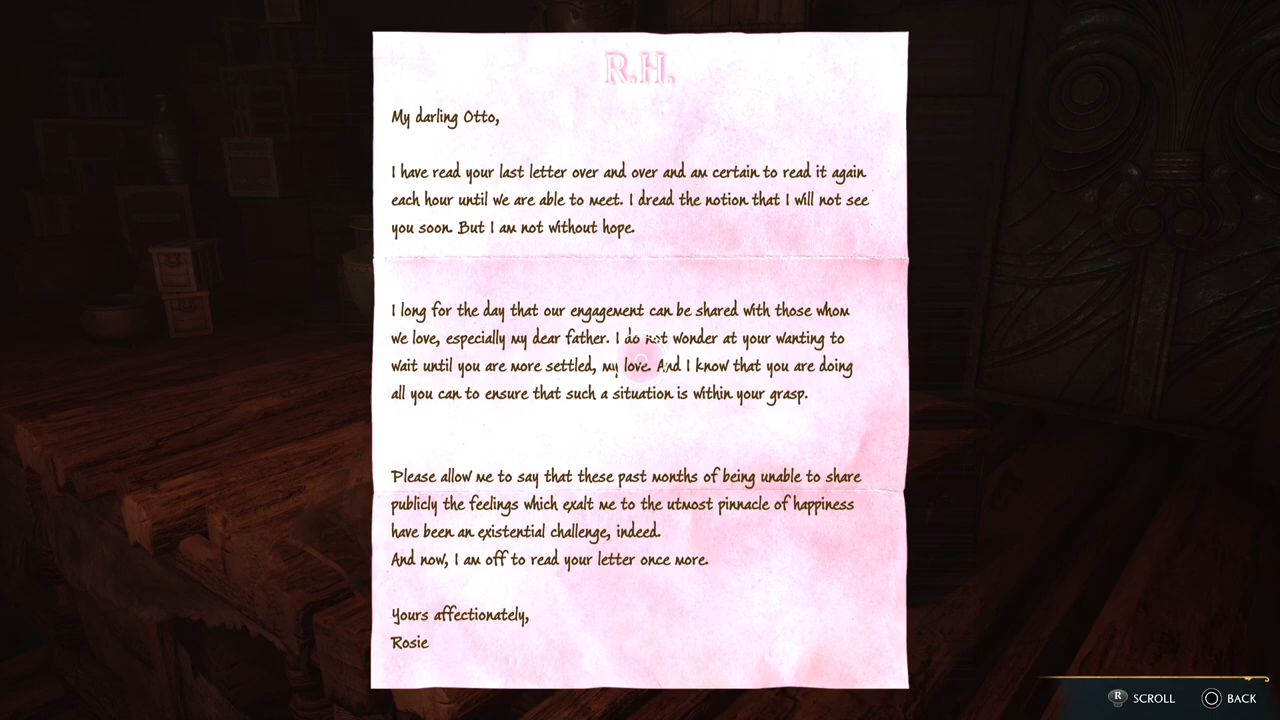 R.H.
My darling Otto,
I have read your last letter over and over and am certain to read it again
each hour until we are able to meet. I dread the notion that I will not see
you soon. But I am not without hope.
I long for the day that our engagement can be shared with those whom
we love, especially my dear father. I do not wonder at your wanting to
wait until you are more settled, my love. And I know that you are doing
all you can to ensure that such a situation is within your grasp.
Please allow me to say that these past months of being unable to share
publicly the feelings which exalt me to the utmost pinnacle of happiness
have been an existential challenge, indeed.
And now, I am off to read your letter once more.
Yours affectionately,
Rosie
R SCROLL BACK